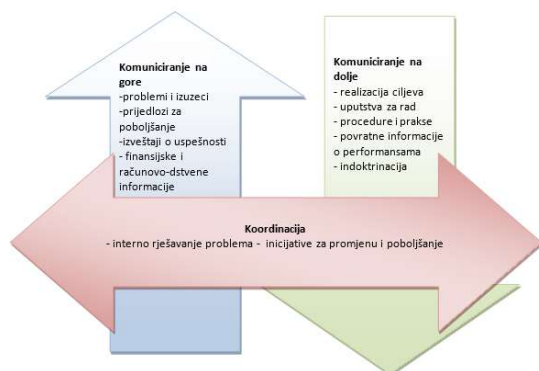 Komuniciranje na
gore
-problemi i izuzeci
-prijedlozi za
poboljšanje
-izveštaji o uspešnosti
- finansijske i
računovo-dstvene
informacije
Komuniciranje na
dolje
- realizacija ciljeva
- uputstva za rad
- procedure i prakse
- povratne informacije
o performansama
- indoktrinacija
Koordinacija
- interno rješavanje problema - inicijative za promjenu i poboljšanje